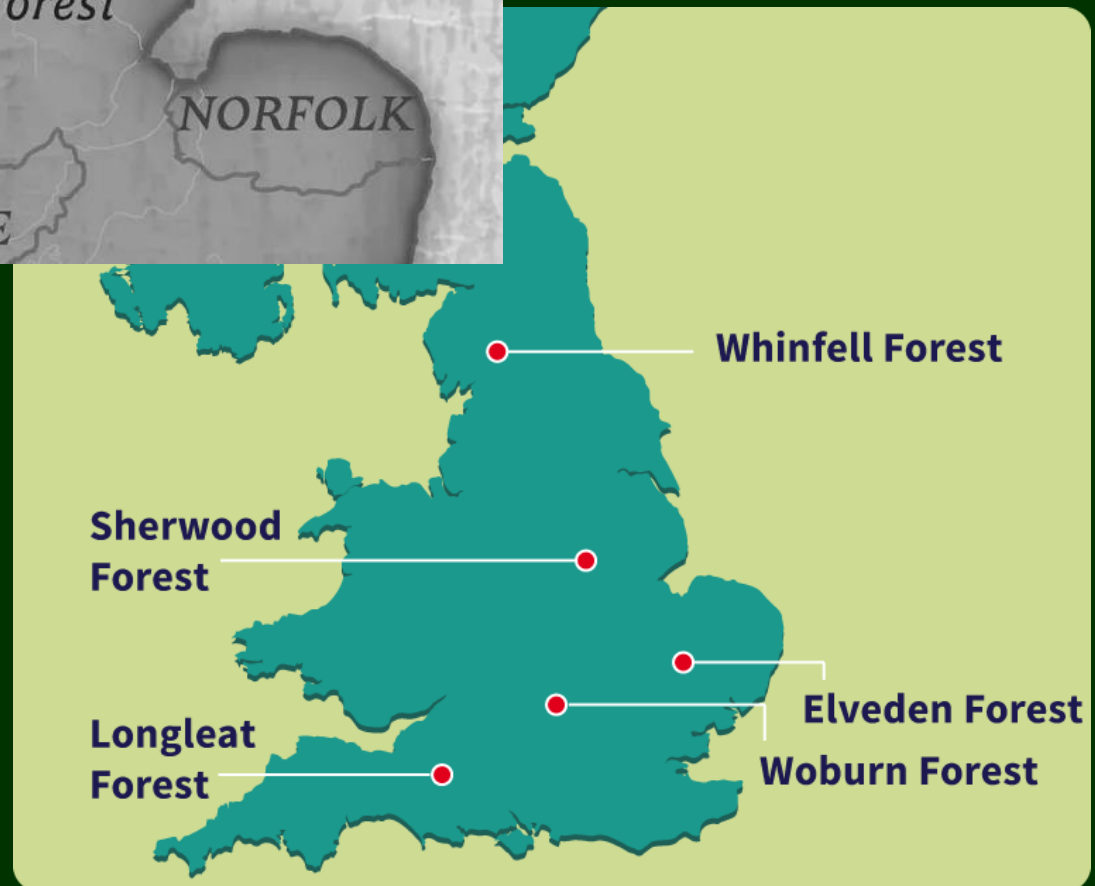 orest
NORFOLK
E
Whinfell Forest
Sherwood
Forest
Elveden Forest
Longleat
Forest
Woburn Forest